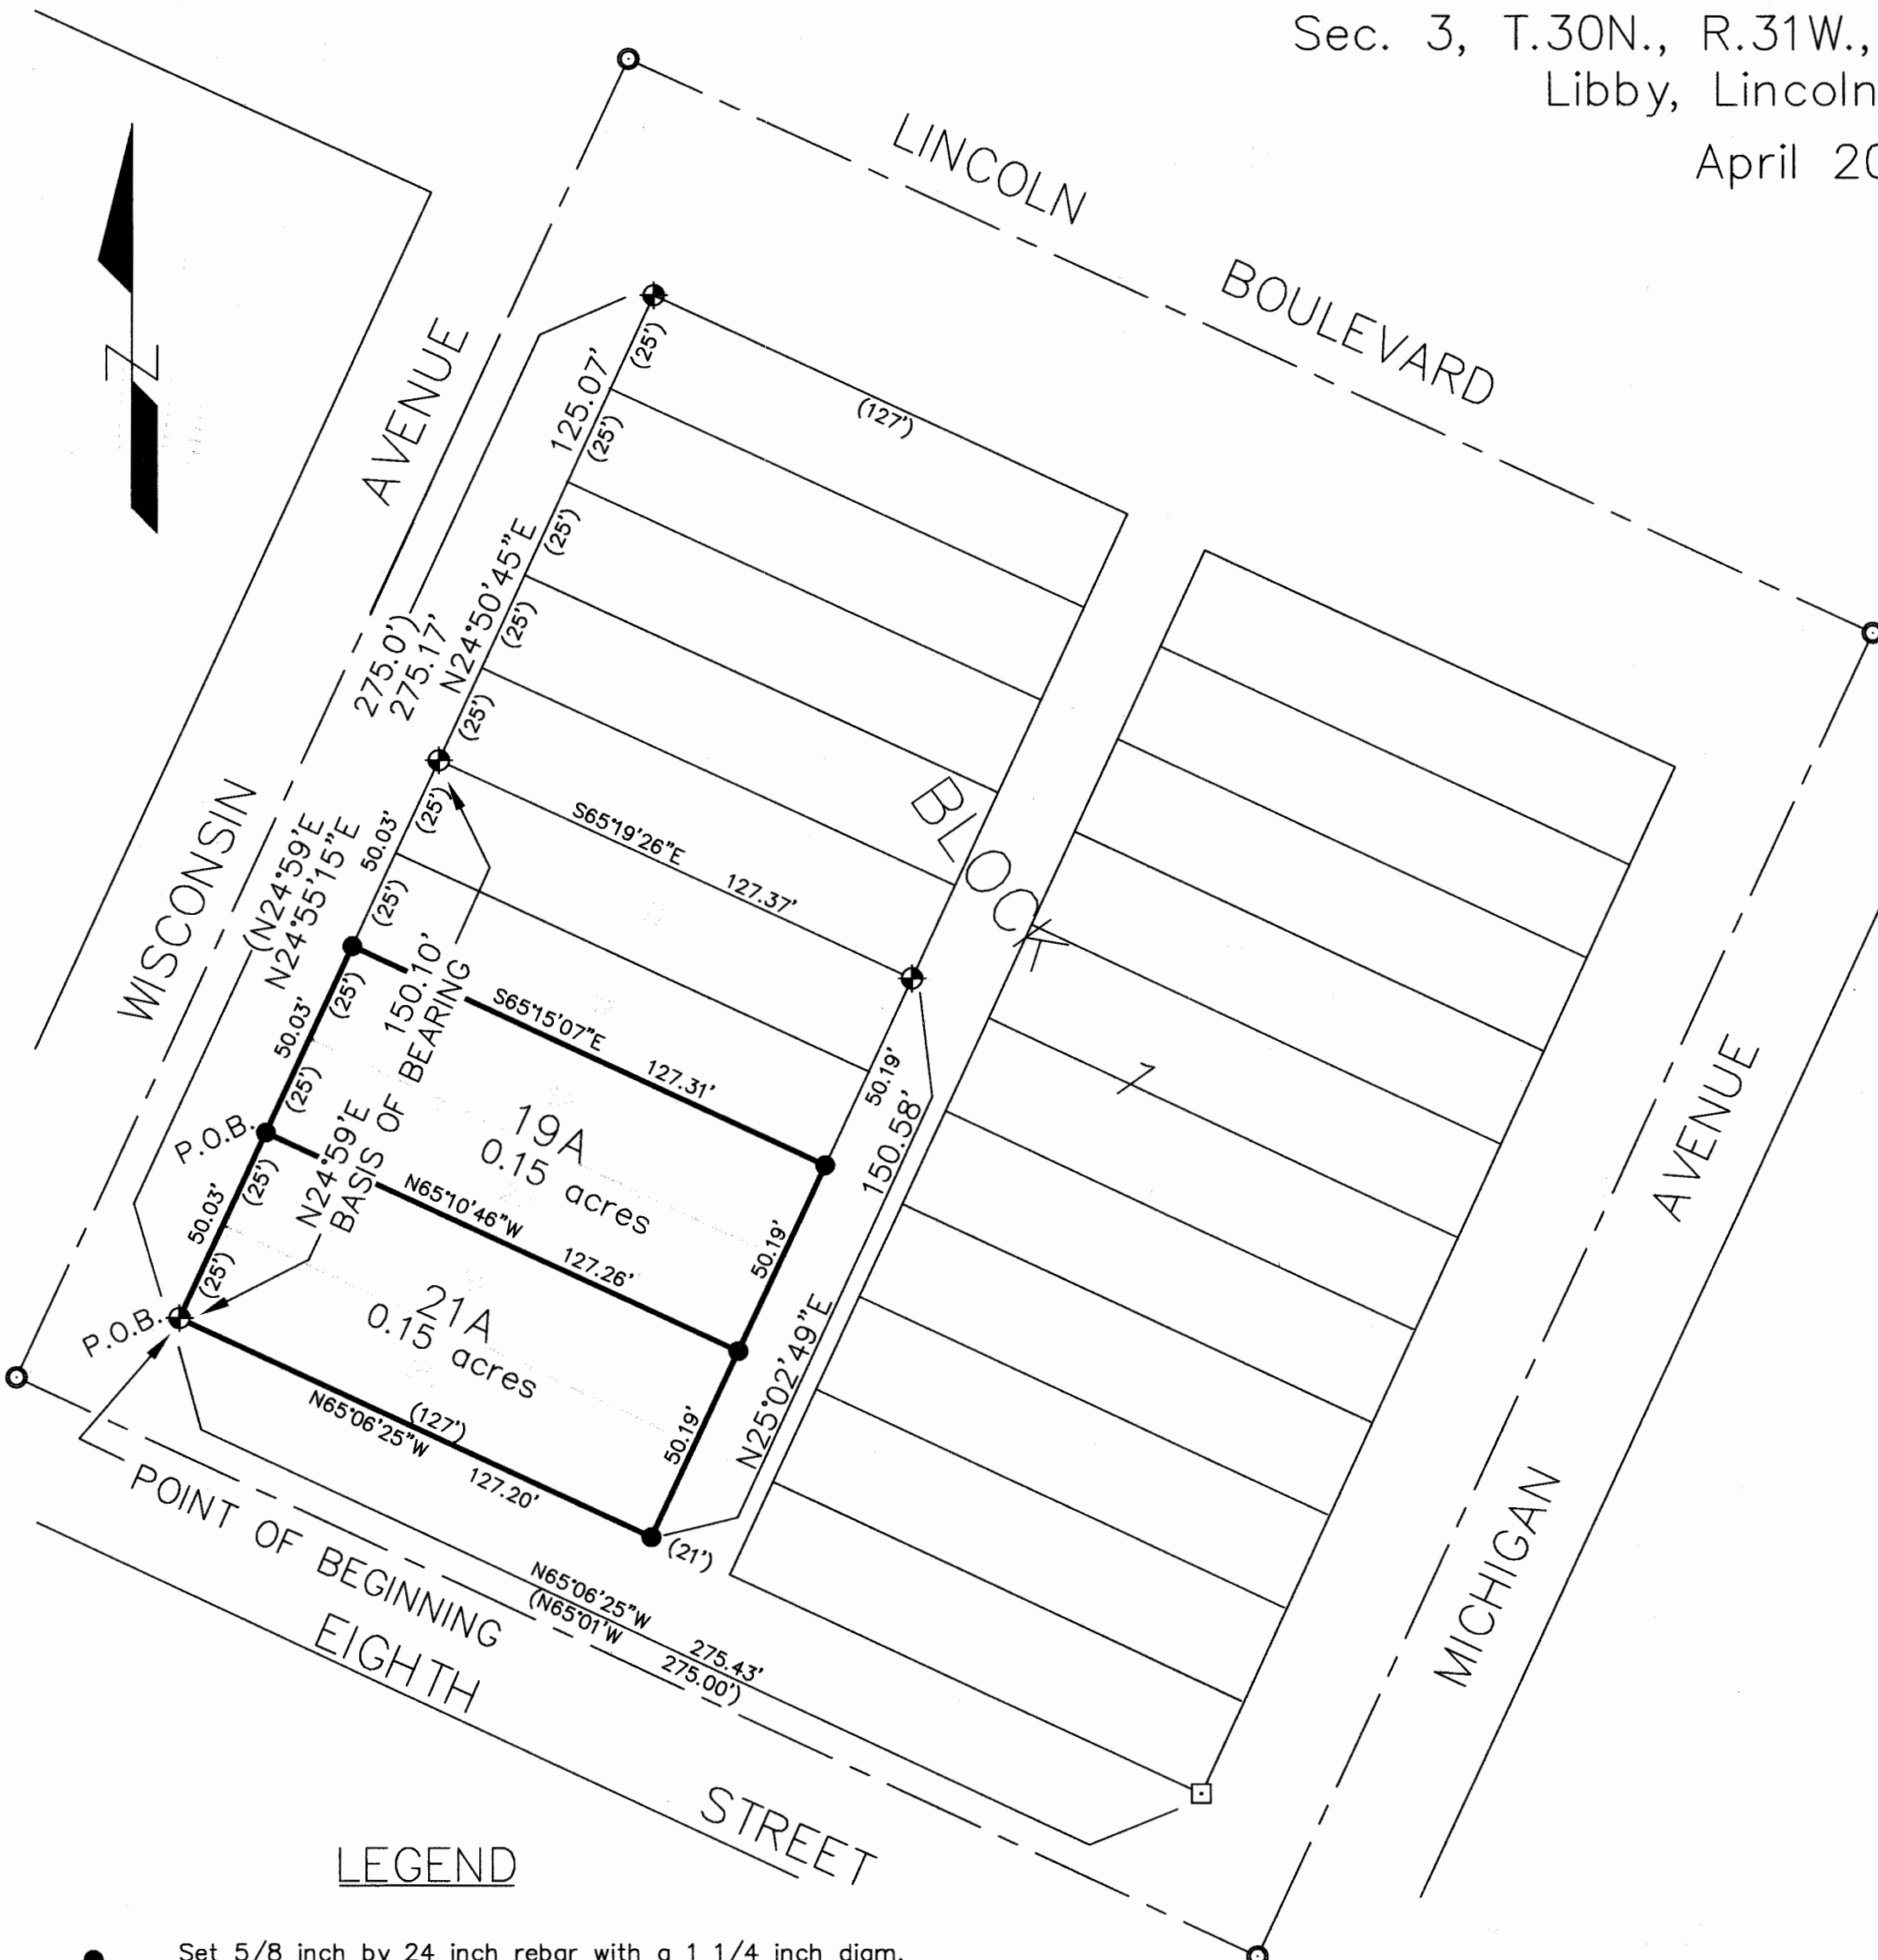 Sec. 3, T.30N., R.31W.,
Libby, Lincoln
April 20
LINCOLN
BOULEVARD
N
AVENUE
WISCONSIN
(25')
(25')
(25')
(25')
(25')
(127')
125.07'
N24°50'45"E
275.0')
275.17'
(N24°59'E
N24°55'15"E
50.03'
(25')
(25')
S65°19'26"E
127.37'
BLOCK
1
150.10'
N24°59'E
BASIS OF BEARING
50.03'
(25')
(25')
S65°15'07"E
127.31'
50.19'
150.58'
N25°02'49"E
19A
0.15 acres
P.O.B.
N65°10'46"W
127.26'
50.19'
50.03'
(25')
(25')
21A
0.15 acres
P.O.B.
(127')
N65°06'25"W
127.20'
50.19'
(21')
POINT OF BEGINNING
N65°06'25"W
275.43'
(N65°01'W
275.00')
EIGHTH
STREET
MICHIGAN
AVENUE
LEGEND
Set 5/8 inch by 24 inch rebar with a 1 1/4 inch diam.